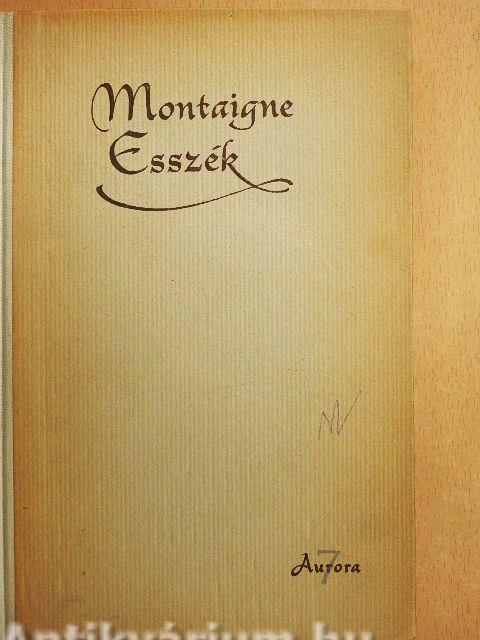 Montaigne
Esszék
Aurora 7
Antikvárium.hu